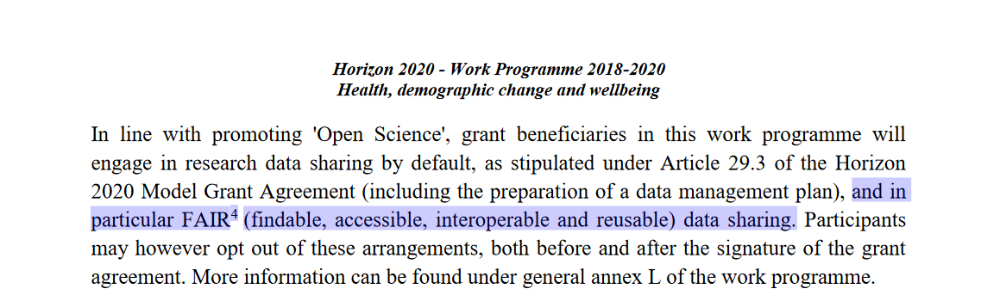 Horizon 2020 - Work Programme 2018-2020
Health, demographic change and wellbeing
In line with promoting 'Open Science', grant beneficiaries in this work programme will
engage in research data sharing by default, as stipulated under Article 29.3 of the Horizon
2020 Model Grant Agreement (including the preparation of a data management plan), and in
particular FAIR⁴ (findable, accessible, interoperable and reusable) data sharing. Participants
may however opt out of these arrangements, both before and after the signature of the grant
agreement. More information can be found under general annex L of the work programme.